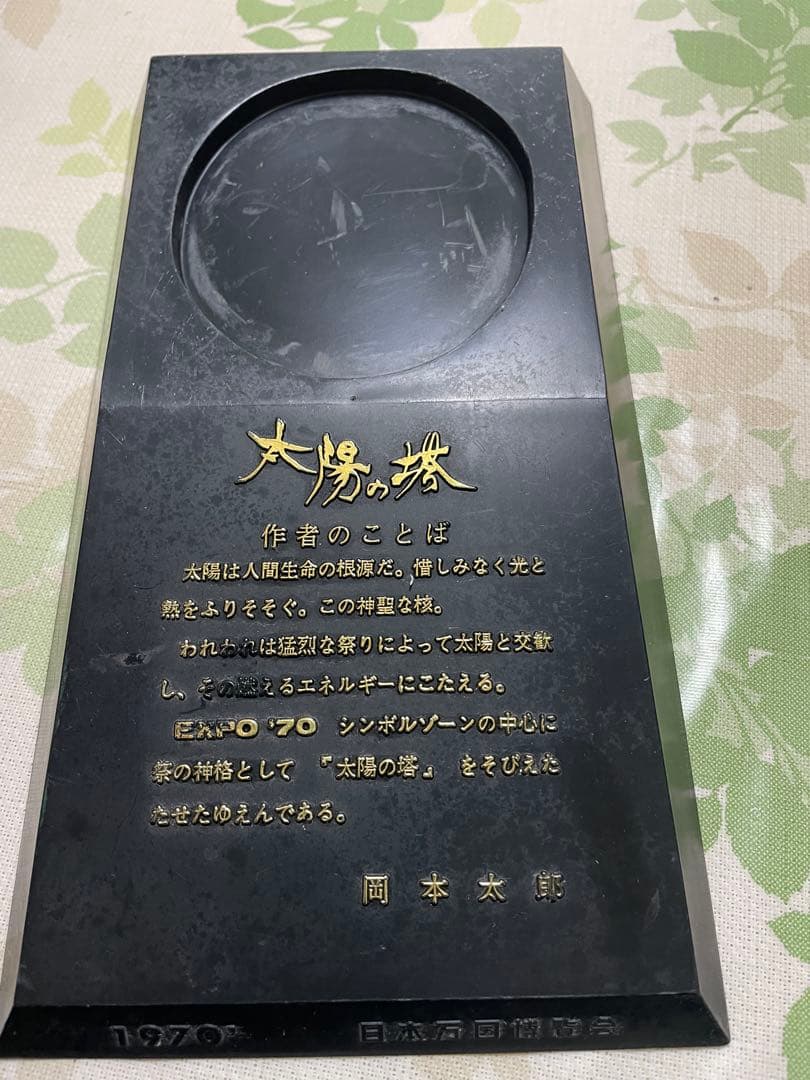 太陽の塔
作者のことば
太陽は人間生命の根源だ。惜しみなく光と
熱をふりそそぐ。この神聖な核。
われわれは猛烈な祭りによって太陽と交歓
し、その燃えるエネルギーにこたえる。
EXPO '70 シンボルゾーンの中心に
祭の神格として 『太陽の塔』 をそびえた
たせたゆえんである。
岡本太郎
1970' 日本万国博覧会